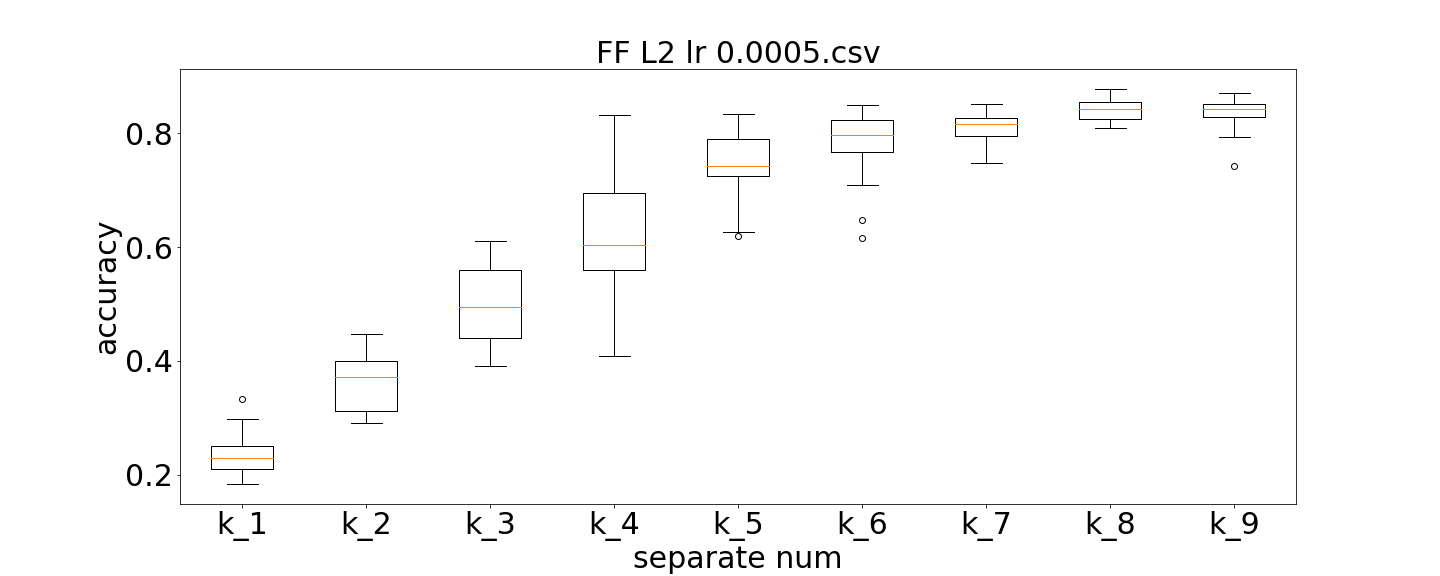 FF L2 lr 0.0005.csv
accuracy
0.8
0.6
0.4
0.2
k_1 k_2 k_3 k_4 k_5 k_6 k_7 k_8 k_9
separate num